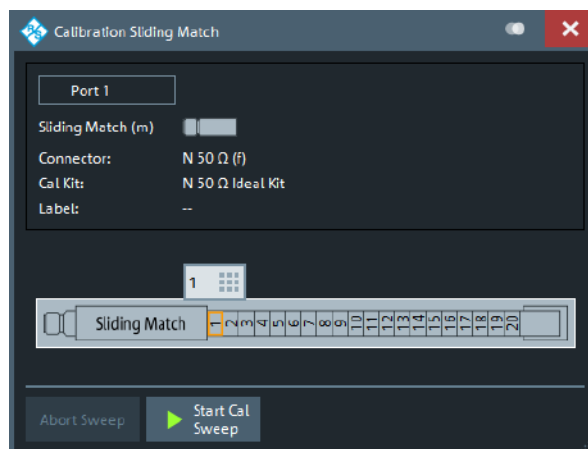 Calibration Sliding Match
Port 1
Sliding Match (m)
Connector: N 50 Ω (f)
Cal Kit: N 50 Ω Ideal Kit
Label: --
1
Sliding Match 1 2 3 4 5 6 7 8 9 10 11 12 13 14 15 16 17 18 19 20
Abort Sweep
Start Cal
Sweep